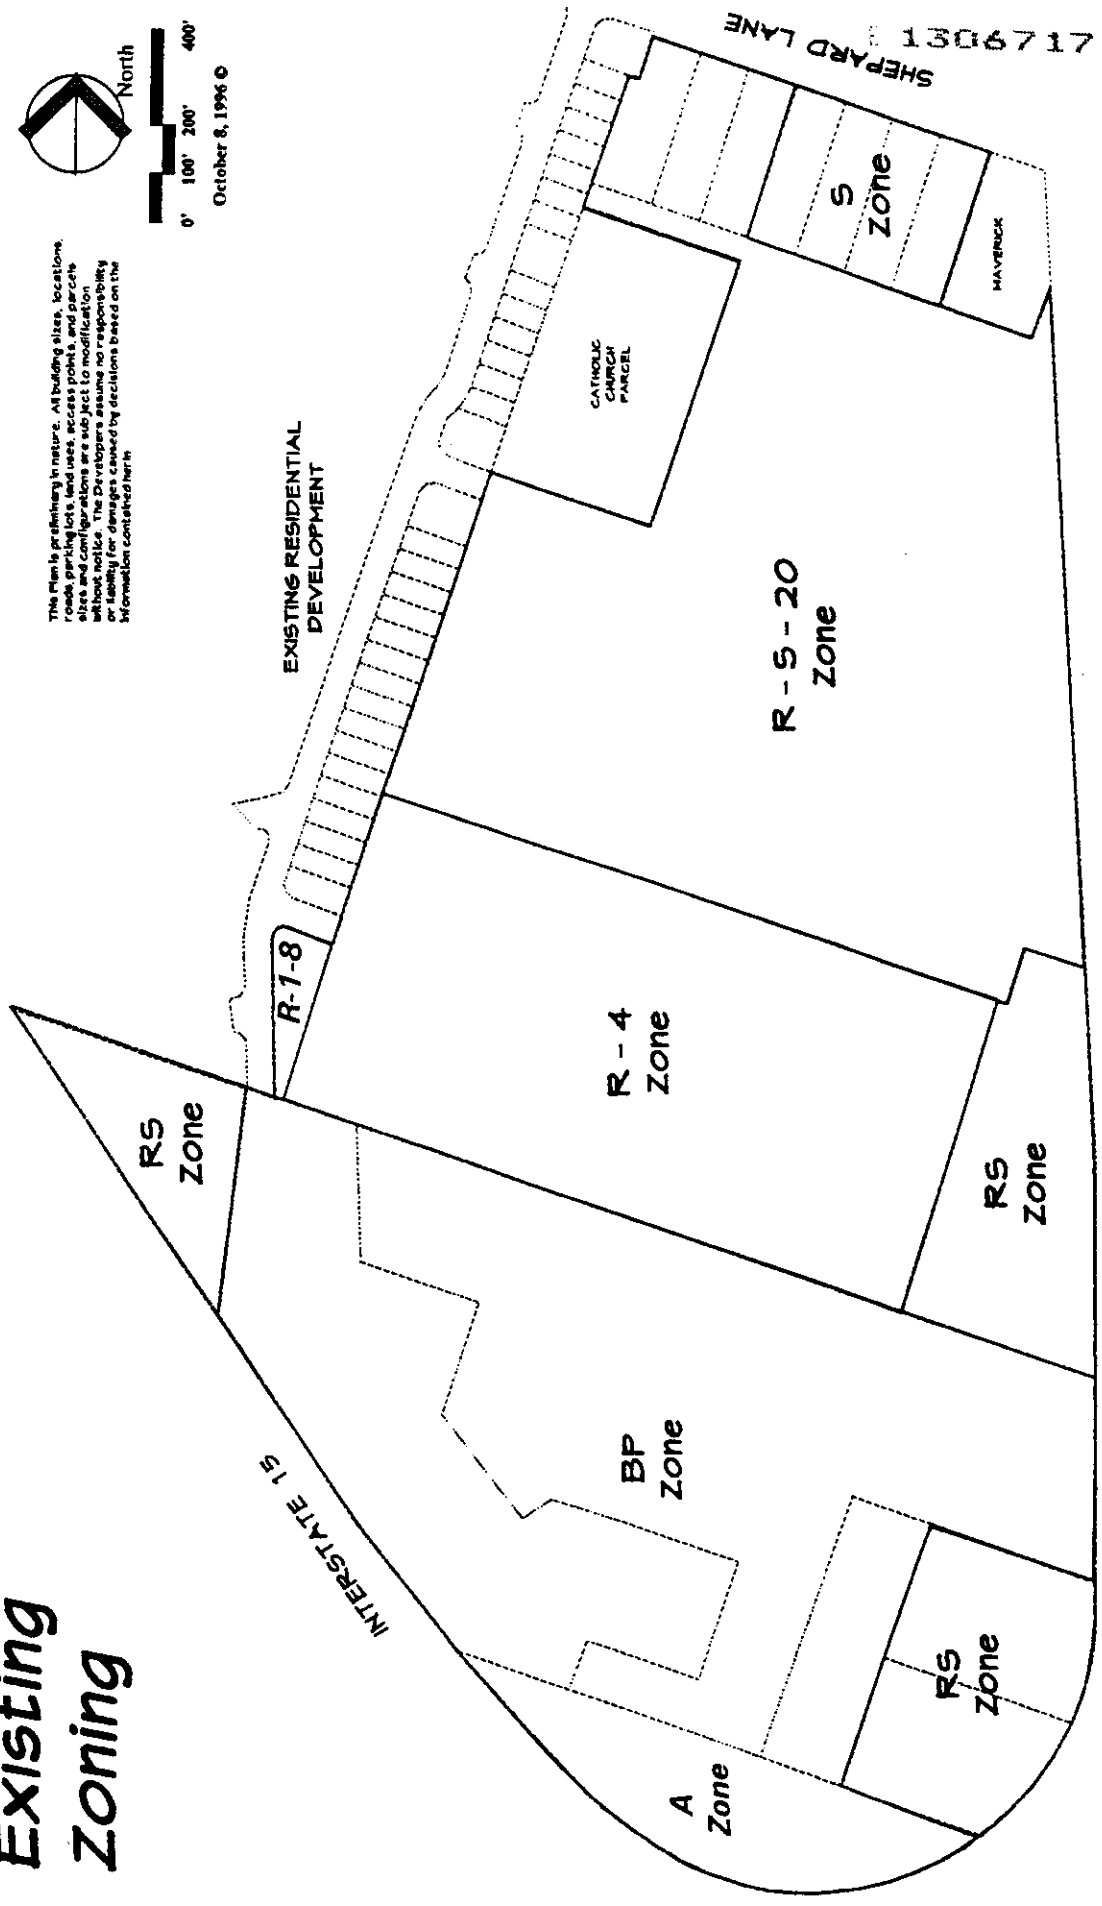 Existing
Zoning
This Plan is preliminary in nature. All building sizes, locations,
roads, parking lots, land uses, access points, and parcels
sizes and configurations are subject to modification
without notice. The Developers assume no responsibility
or liability for damages caused by decisions based on the
information contained herin
North
0' 100' 200' 400'
October 8, 1996 ©
1306717
SHEPARD LANE
EXISTING RESIDENTIAL
DEVELOPMENT
INTERSTATE 15
RS
Zone
R-1-8
CATHOLIC
CHURCH
PARCEL
S
Zone
MAVERICK
R-S-20
Zone
R-4
Zone
RS
Zone
BP
Zone
A
Zone
RS
Zone